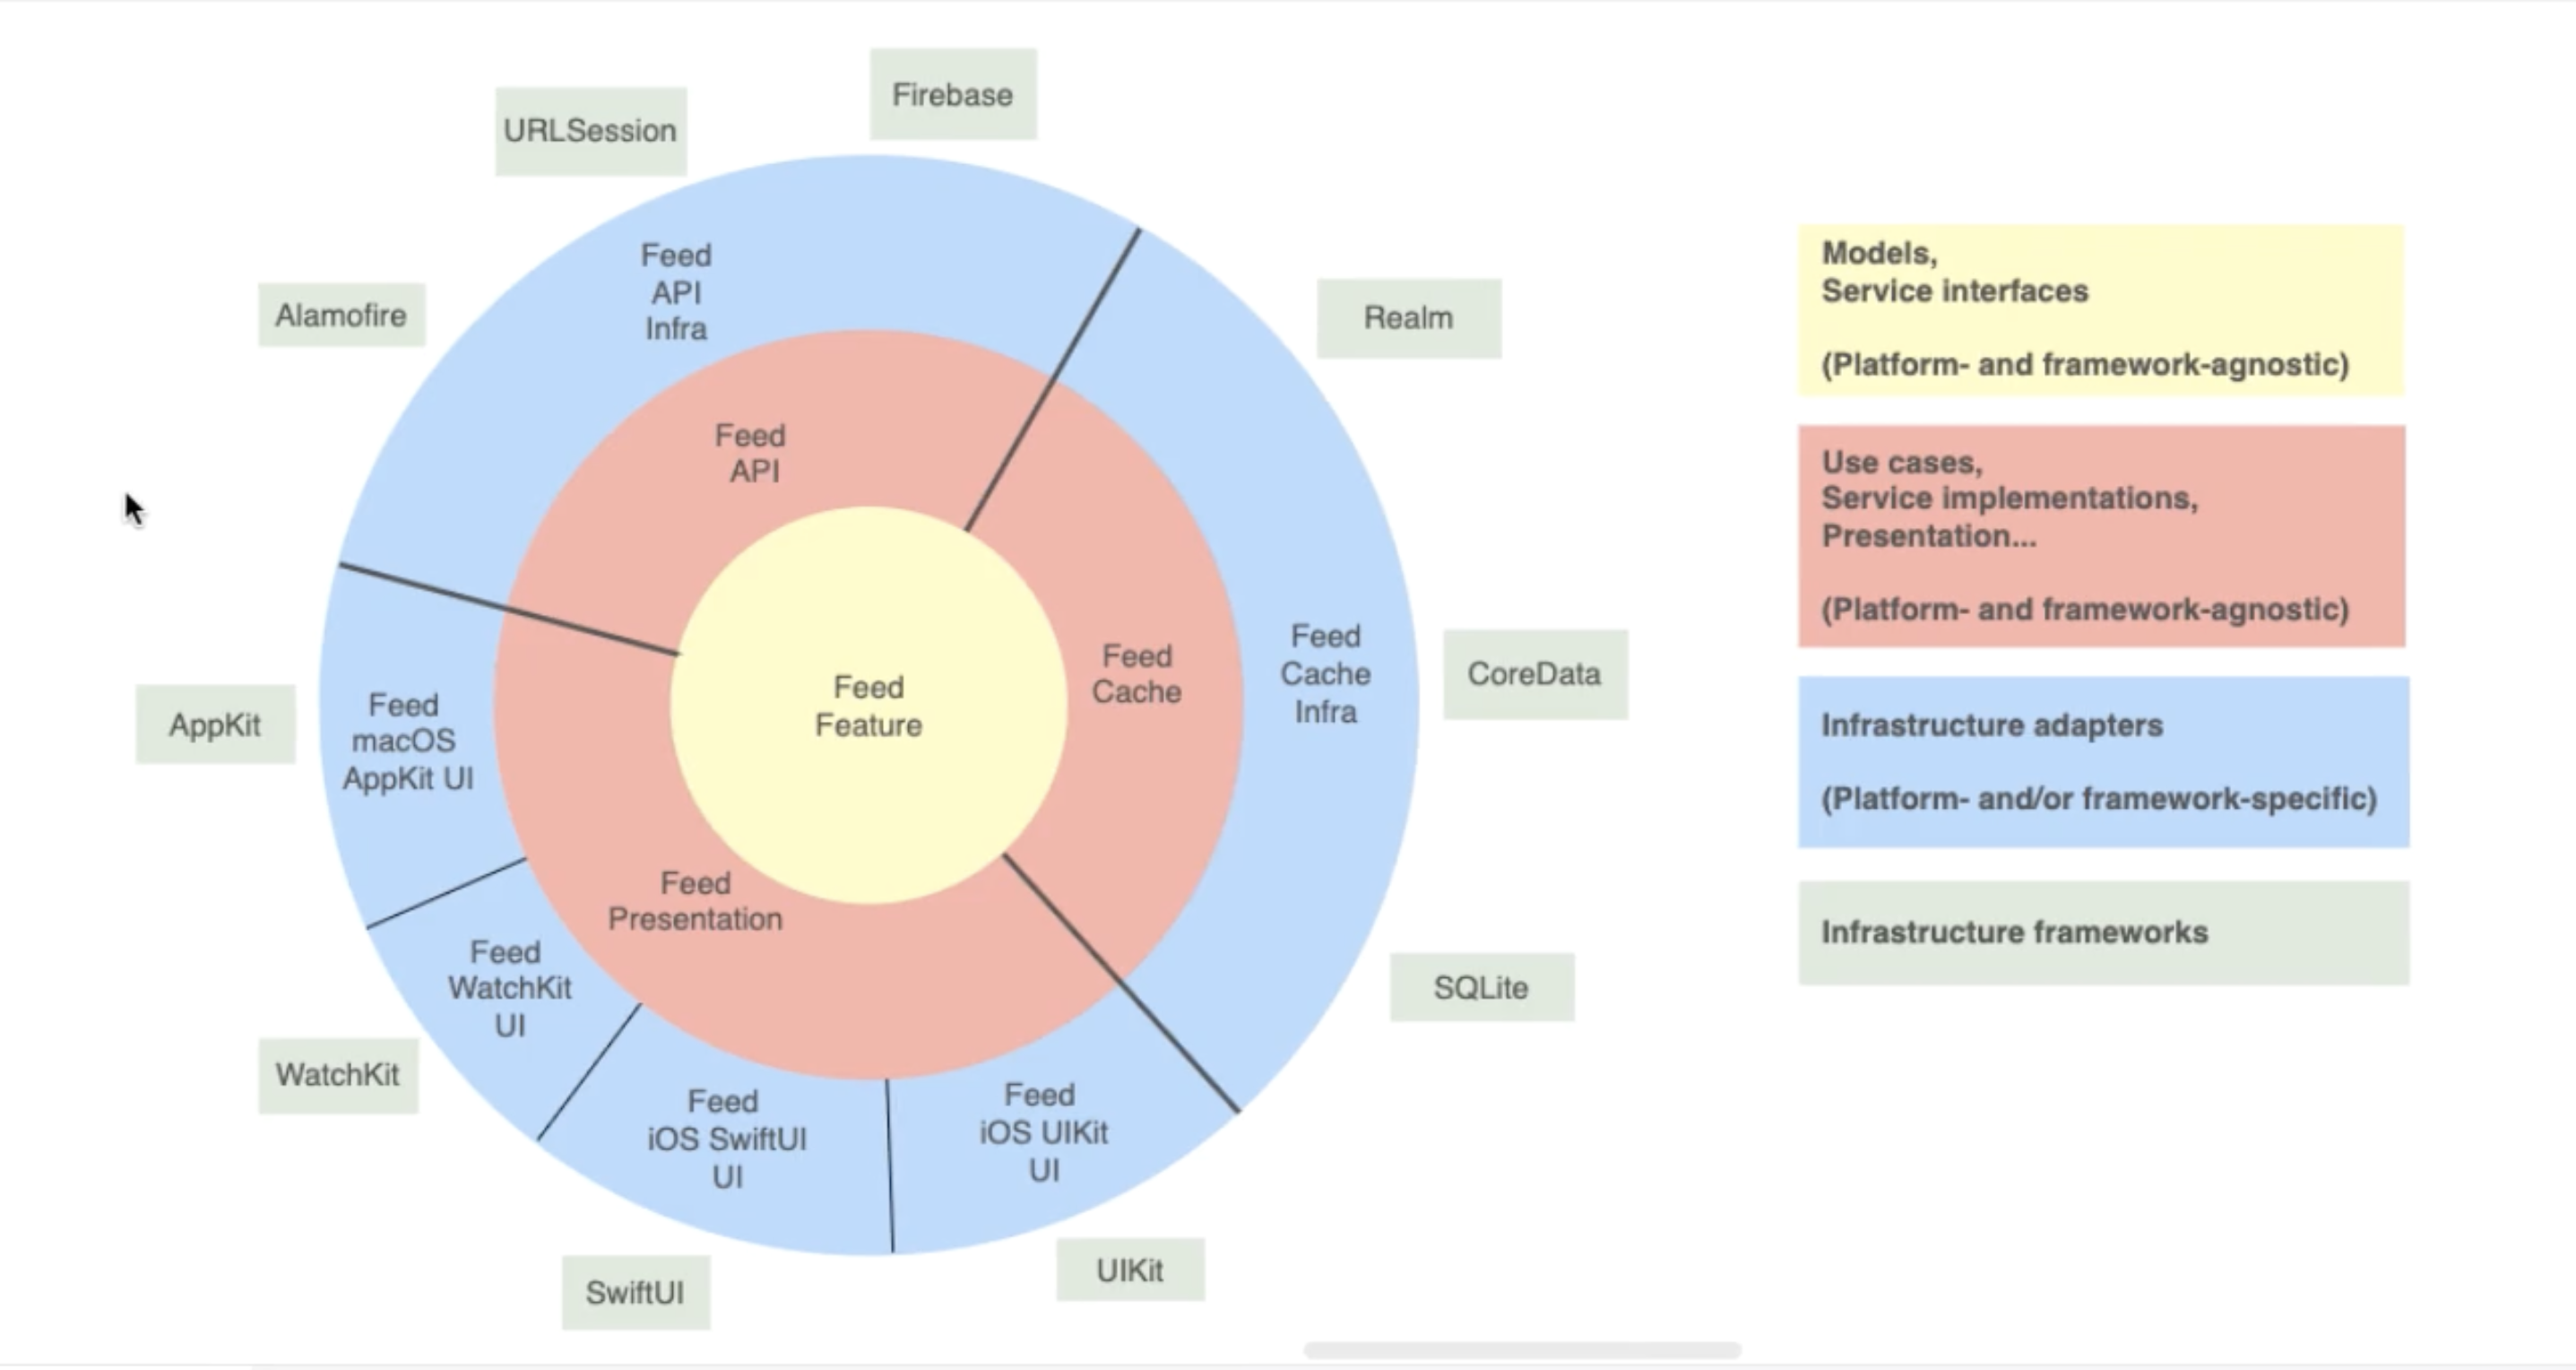 Firebase
URLSession
Alamofire
Feed
API
Infra
Realm
Feed
API
Feed
Feature
Feed
Cache
Feed
Cache
Infra
CoreData
AppKit
Feed
macOS
AppKit UI
Feed
Presentation
Feed
WatchKit
UI
WatchKit
Feed
iOS SwiftUI
UI
Feed
iOS UIKit
UI
SQLite
SwiftUI
UIKit
Models,
Service interfaces
(Platform- and framework-agnostic)
Use cases,
Service implementations,
Presentation...
(Platform- and framework-agnostic)
Infrastructure adapters
(Platform- and/or framework-specific)
Infrastructure frameworks